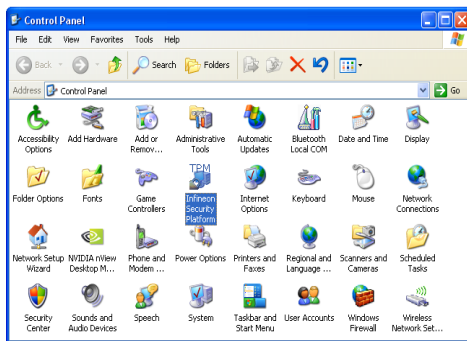 Control Panel
File Edit View Favorites Tools Help
Back Search Folders
Address Control Panel Go
Accessibility Options
Add Hardware
Add or Remov...
Administrative Tools
Automatic Updates
Bluetooth Local COM
Date and Time
Display
Folder Options
Fonts
Game Controllers
TPM
Infineon Security Platform
Internet Options
Keyboard
Mouse
Network Connections
Network Setup Wizard
NVIDIA nView Desktop M...
Phone and Modem ...
Power Options
Printers and Faxes
Regional and Language ...
Scanners and Cameras
Scheduled Tasks
Security Center
Sounds and Audio Devices
Speech
System
Taskbar and Start Menu
User Accounts
Windows Firewall
Wireless Network Set...